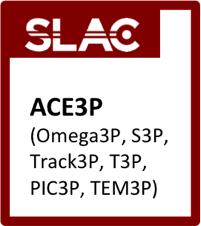 SLAC
ACE3P
(Omega3P, S3P,
Track3P, T3P,
PIC3P, TEM3P)